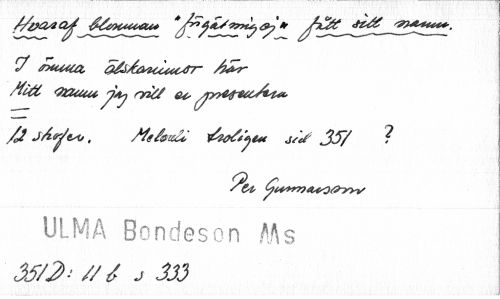 Hvaraf blomman "förgätmigej" fått sitt namn.
I ömma älskarinnor här
Mitt namn jag vill er presentera
12 strofer. Melodi troligen sid 351 ?
Per Gunnarsson
ULMA Bondeson Ms
351 D: 11 b s 333